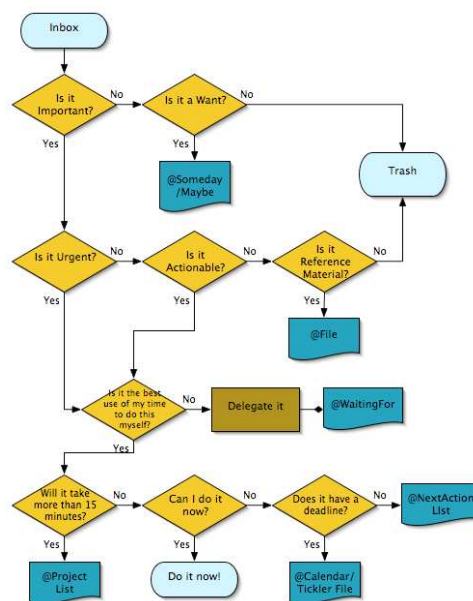 Inbox
Is it
Important?
No
Is it a Want?
No
Yes
Yes
@Someday
/Maybe
Trash
Is it Urgent?
No
Is it
Actionable?
No
Is it
Reference
Material?
No
Yes
Yes
Yes
@File
Is it the best
use of my time
to do this
myself?
No
Delegate it
@WaitingFor
Yes
Will it take
more than 15
minutes?
No
Can I do it
now?
No
Does it have a
deadline?
No
@NextAction
LIst
Yes
Yes
Yes
@Project
List
Do it now!
@Calendar/
Tickler File